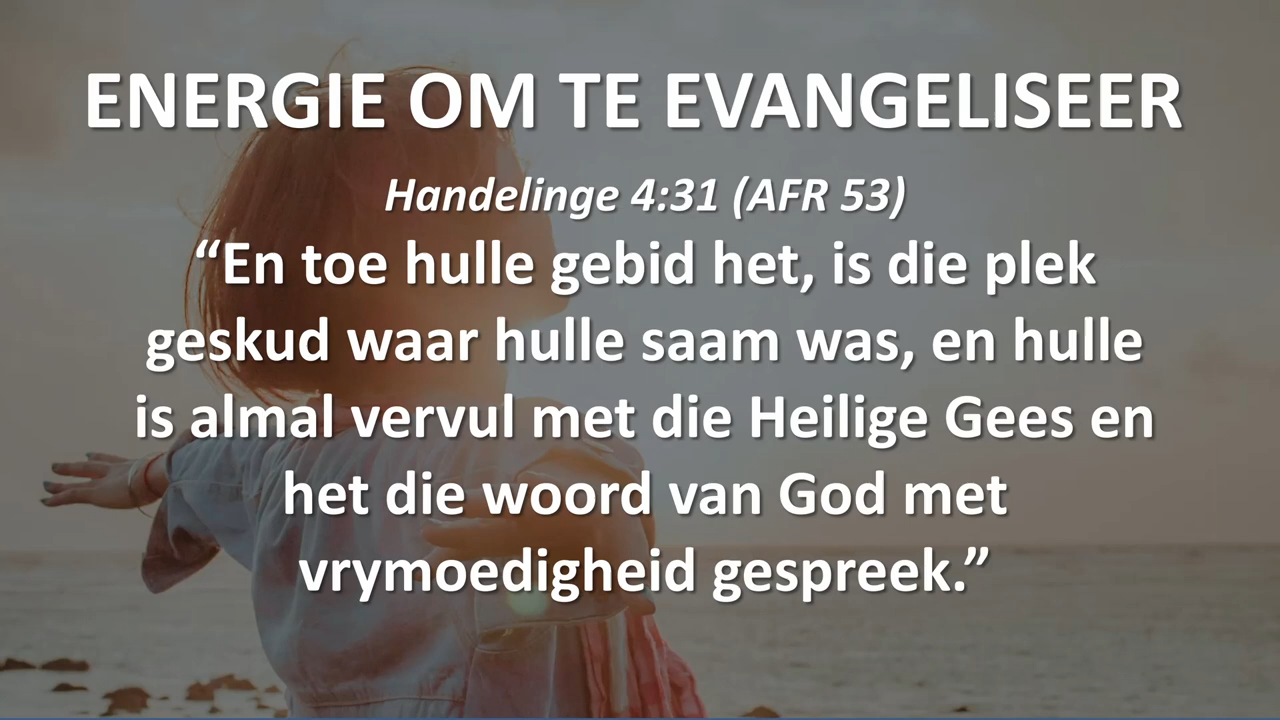 ENERGIE OM TE EVANGELISEER
Handelinge 4:31 (AFR 53)
“En toe hulle gebid het, is die plek
geskud waar hulle saam was, en hulle
is almal vervul met die Heilige Gees en
het die woord van God met
vrymoedigheid gespreek.”